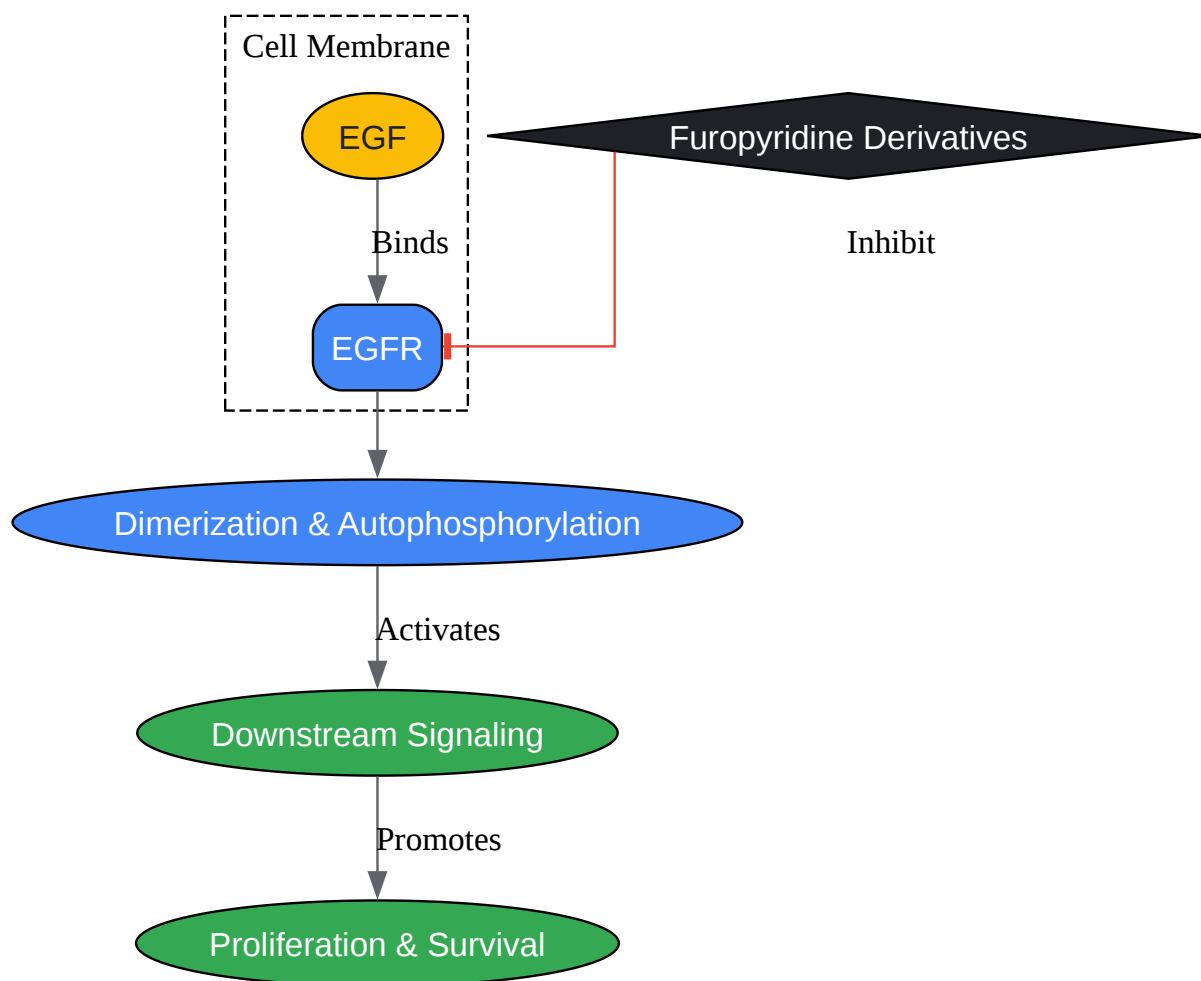 Cell Membrane
EGF
Furopyridine Derivatives
Binds
Inhibit
EGFR
Dimerization & Autophosphorylation
Activates
Downstream Signaling
Promotes
Proliferation & Survival